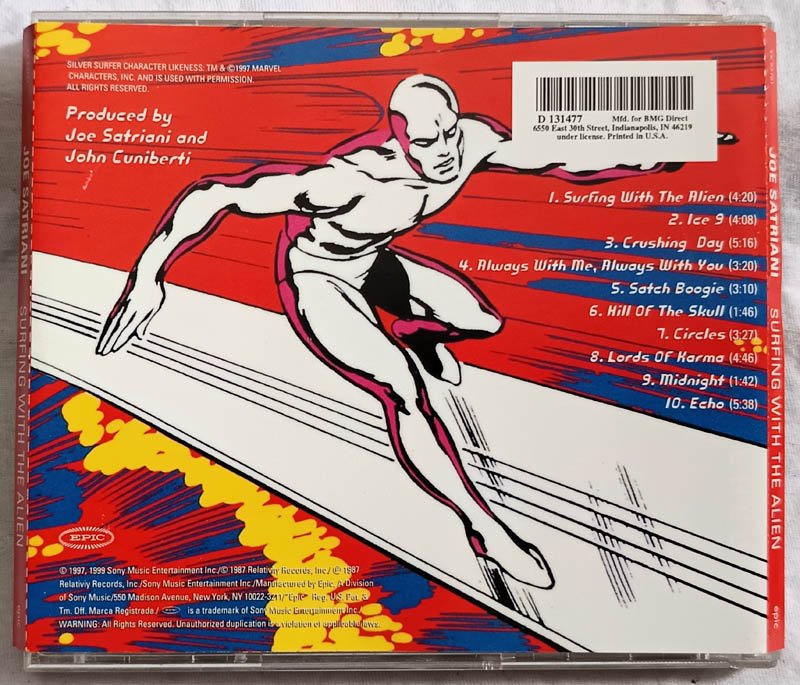 SILVER SURFER CHARACTER LIKENESS: TM & ©1997 MARVEL
CHARACTERS, INC. AND IS USED WITH PERMISSION.
ALL RIGHTS RESERVED.
Produced by
Joe Satriani and
John Cuniberti
D 131477 Mfd. for BMG Direct
6550 East 30th Street, Indianapolis, IN 46219
under license. Printed in U.S.A.
1. Surfing With The Alien (4:20)
2. Ice 9 (4:08)
3. Crushing Day (5:16)
4. Always With Me, Always With You (3:20)
5. Satch Boogie (3:10)
6. Hill Of The Skull (1:46)
7. Circles (3:27)
8. Lords Of Karma (4:46)
9. Midnight (1:42)
10. Echo (5:38)
EPIC
© 1997, 1999 Sony Music Entertainment Inc./© 1987 Relativity Records, Inc./ ℗ 1987
Relativiy Records, Inc./Sony Music Entertainment Inc./Manufactured by Epic, A Division
of Sony Music/550 Madison Avenue, New York, NY 10022-3211/"Epic" Reg. U.S. Pat. &
Tm. Off. Marca Registrada / is a trademark of Sony Music Entertainment Inc./
WARNING: All Rights Reserved. Unauthorized duplication is a violation of applicable laws.
JOE SATRIANI SURFING WITH THE ALIEN
epic
JOE SATRIANI SURFING WITH THE ALIEN
epic